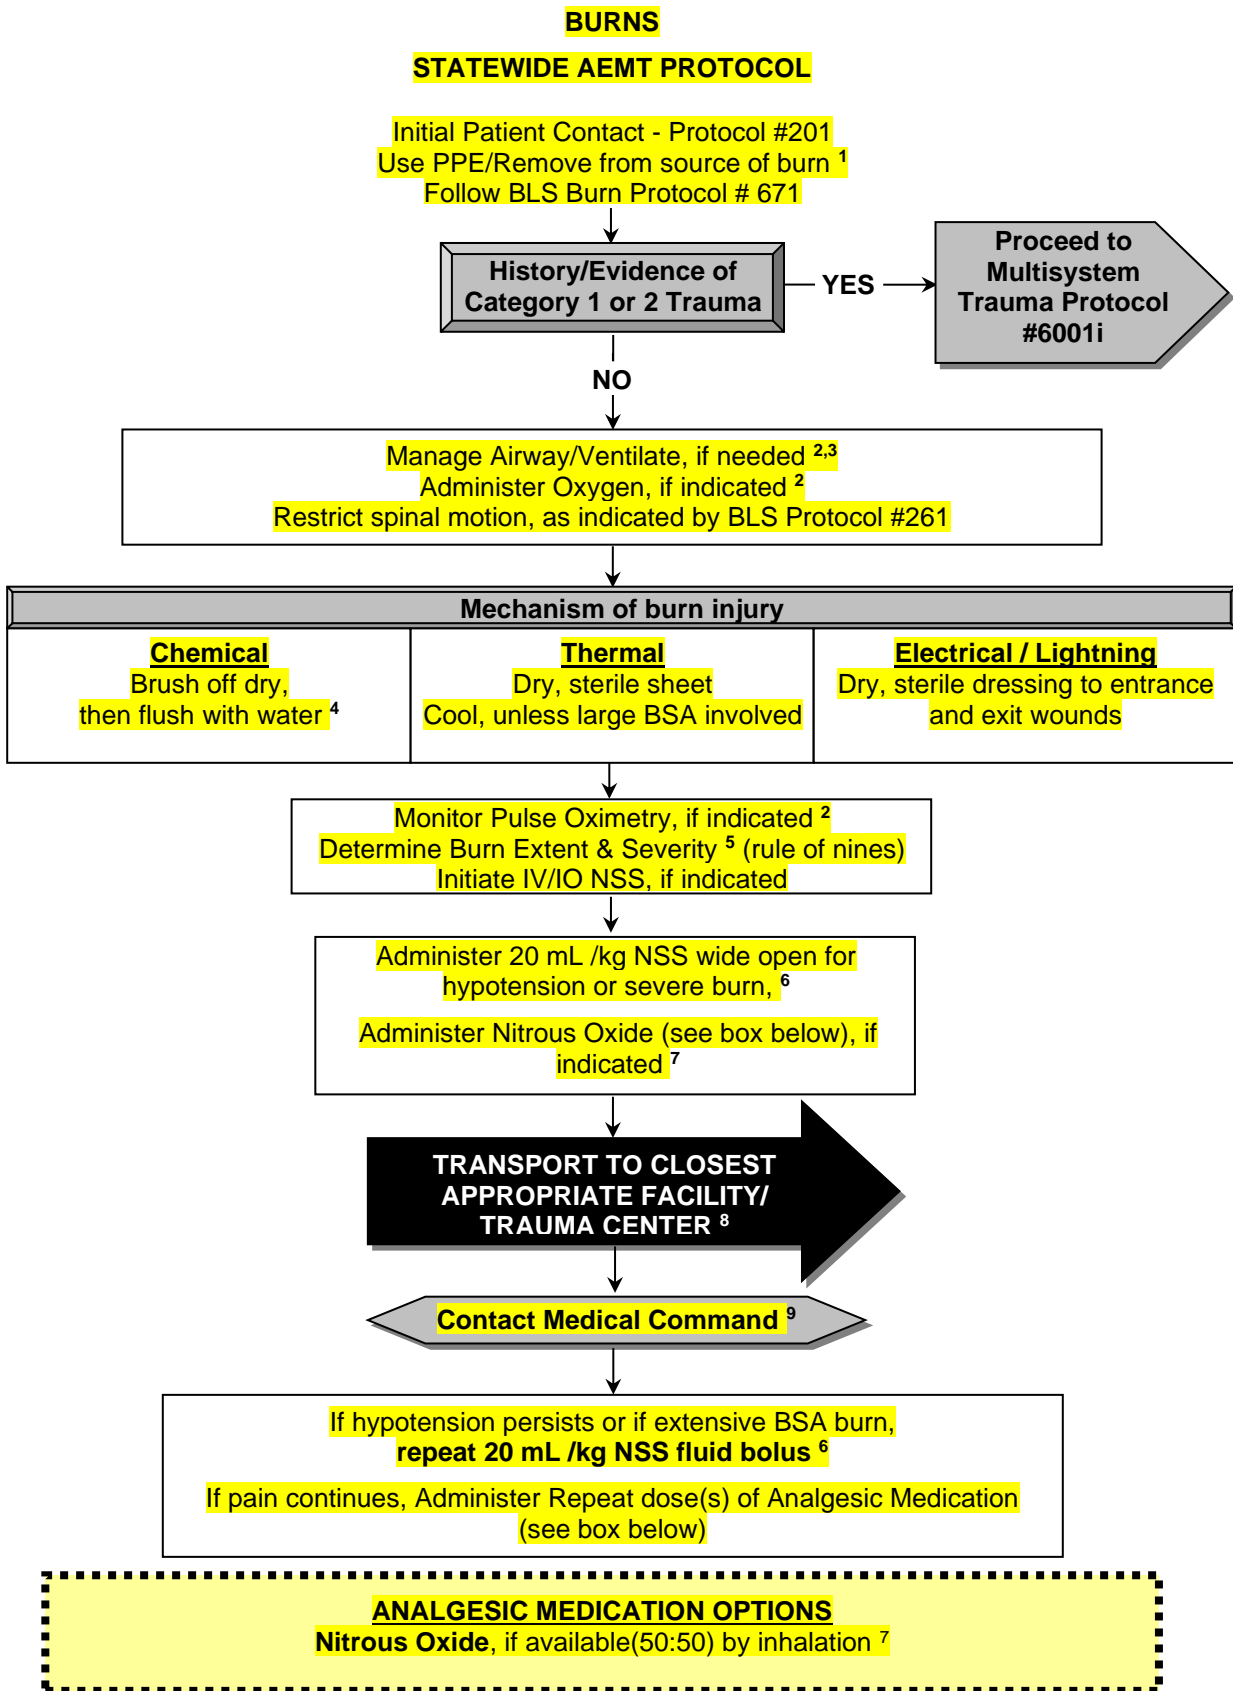 BURNS
STATEWIDE AEMT PROTOCOL
Initial Patient Contact - Protocol #201
Use PPE/Remove from source of burn 1
Follow BLS Burn Protocol # 671
History/Evidence of
Category 1 or 2 Trauma
YES
Proceed to
Multisystem
Trauma Protocol
#6001i
NO
Manage Airway/Ventilate, if needed 2,3
Administer Oxygen, if indicated 2
Restrict spinal motion, as indicated by BLS Protocol #261
Mechanism of burn injury
Chemical
Brush off dry,
then flush with water 4
Thermal
Dry, sterile sheet
Cool, unless large BSA involved
Electrical / Lightning
Dry, sterile dressing to entrance
and exit wounds
Monitor Pulse Oximetry, if indicated 2
Determine Burn Extent & Severity 5 (rule of nines)
Initiate IV/IO NSS, if indicated
Administer 20 mL /kg NSS wide open for
hypotension or severe burn, 6
Administer Nitrous Oxide (see box below), if
indicated 7
TRANSPORT TO CLOSEST
APPROPRIATE FACILITY/
TRAUMA CENTER 8
Contact Medical Command 9
If hypotension persists or if extensive BSA burn,
repeat 20 mL /kg NSS fluid bolus 6
If pain continues, Administer Repeat dose(s) of Analgesic Medication
(see box below)
ANALGESIC MEDICATION OPTIONS
Nitrous Oxide, if available(50:50) by inhalation 7